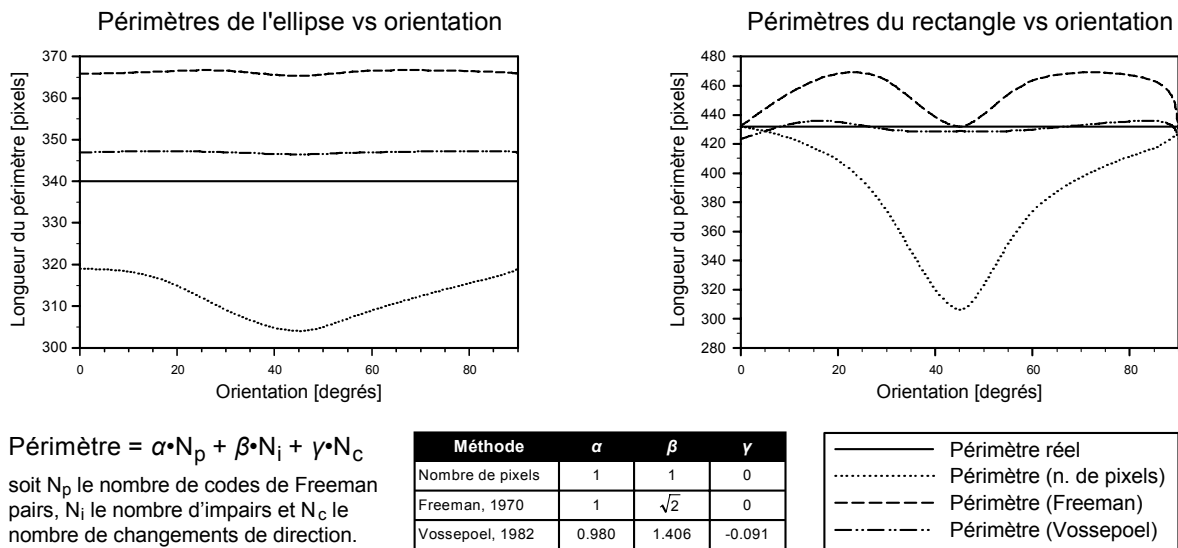 Périmètres de l'ellipse vs orientation
Longueur du périmètre [pixels]
370
360
350
340
330
320
310
300
0 20 40 60 80
Orientation [degrés]
Périmètres du rectangle vs orientation
Longueur du périmètre [pixels]
480
460
440
420
400
380
360
340
320
300
280
0 20 40 60 80
Orientation [degrés]
Périmètre = α•Np + β•Ni + γ•Nc
soit Np le nombre de codes de Freeman
pairs, Ni le nombre d'impairs et Nc le
nombre de changements de direction.
Méthode α β γ
Nombre de pixels 1 1 0
Freeman, 1970 1 √2 0
Vossepoel, 1982 0.980 1.406 -0.091
Périmètre réel
Périmètre (n. de pixels)
Périmètre (Freeman)
Périmètre (Vossepoel)